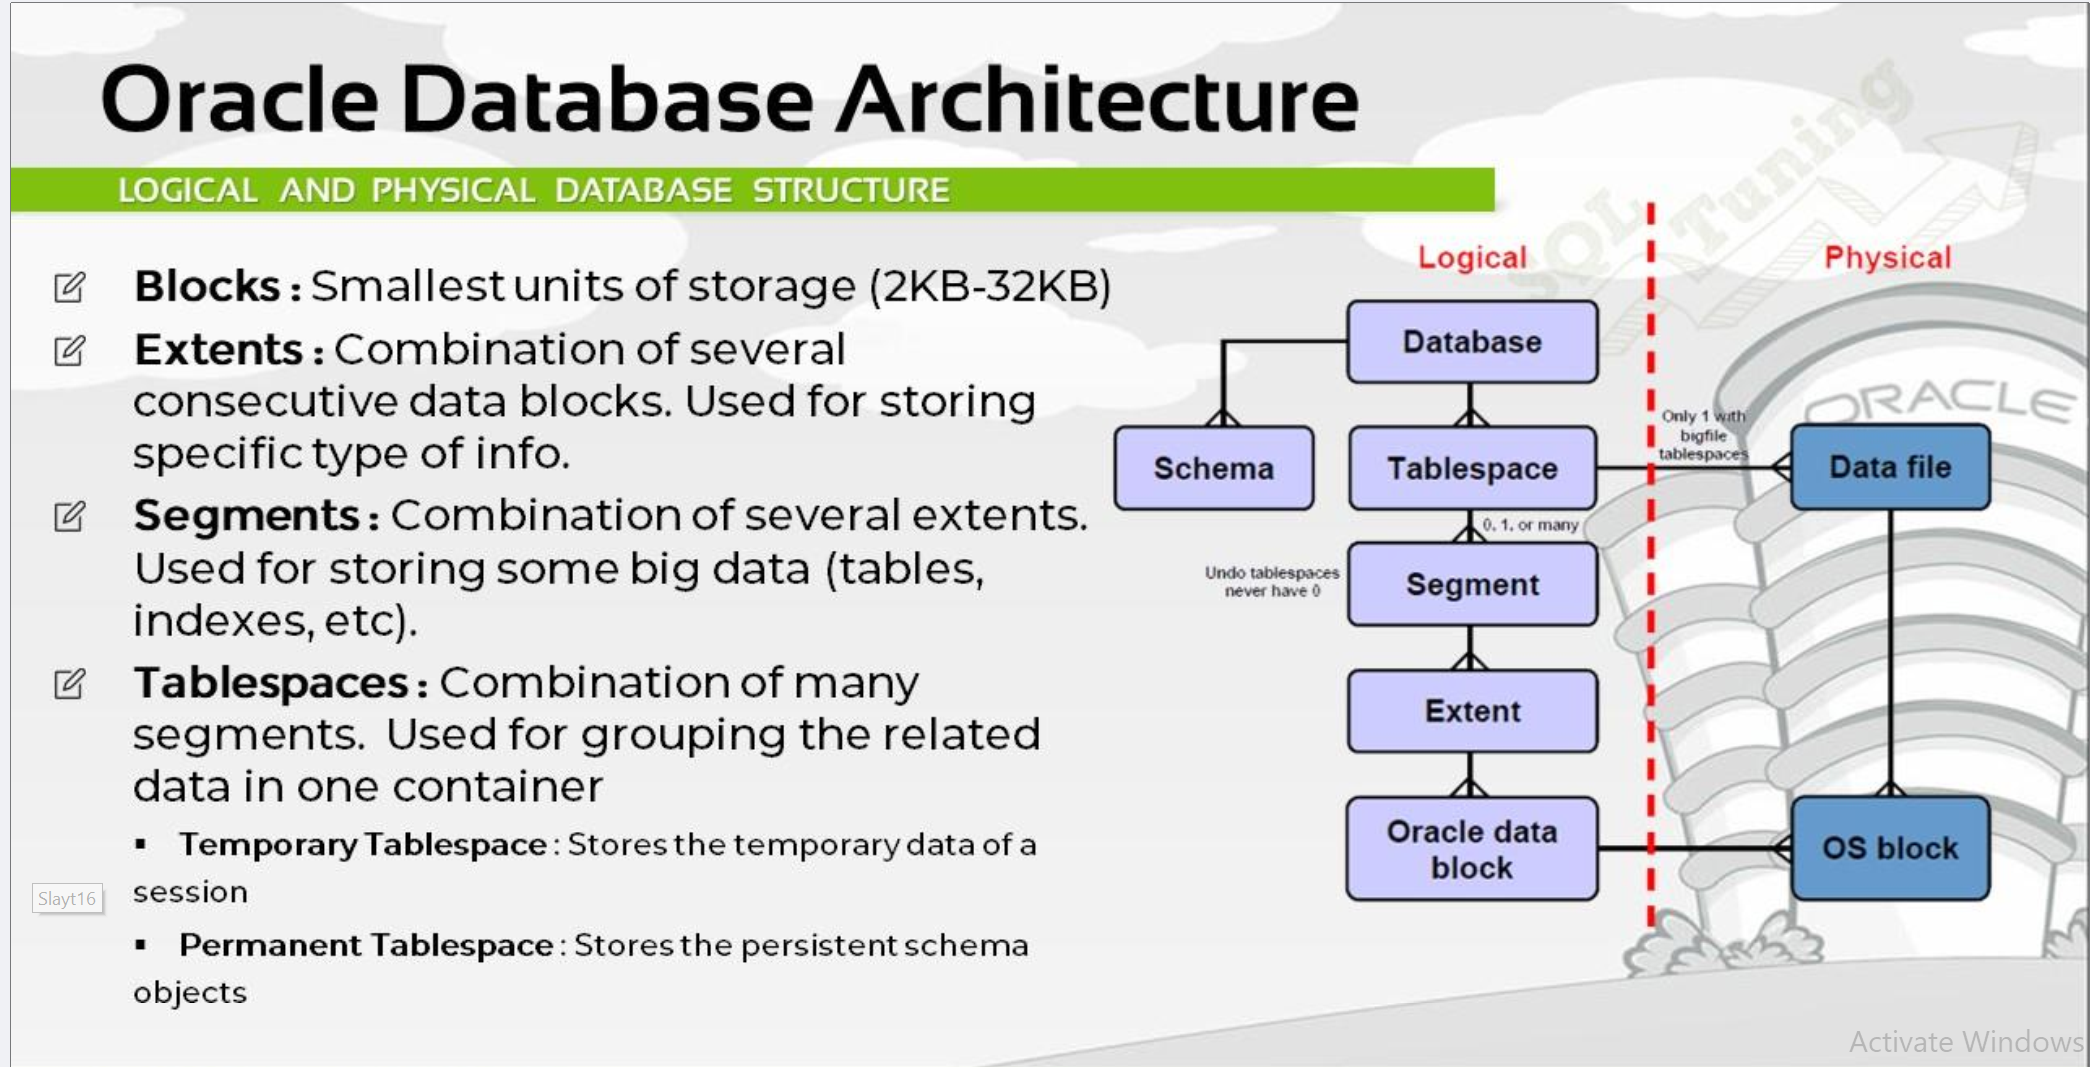 Oracle Database Architecture
LOGICAL AND PHYSICAL DATABASE STRUCTURE
Blocks : Smallest units of storage (2KB-32KB)
Extents : Combination of several
consecutive data blocks. Used for storing
specific type of info.
Segments : Combination of several extents.
Used for storing some big data (tables,
indexes, etc).
Tablespaces : Combination of many
segments. Used for grouping the related
data in one container
▪ Temporary Tablespace : Stores the temporary data of a
session
▪ Permanent Tablespace : Stores the persistent schema
objects
Slayt16
SQL
Tuning
Logical
Physical
Database
ORACLE
Schema
Tablespace
Only 1 with
bigfile
tablespaces
Data file
0, 1, or many
Undo tablespaces
never have 0
Segment
Extent
Oracle data
block
OS block
Activate Windows